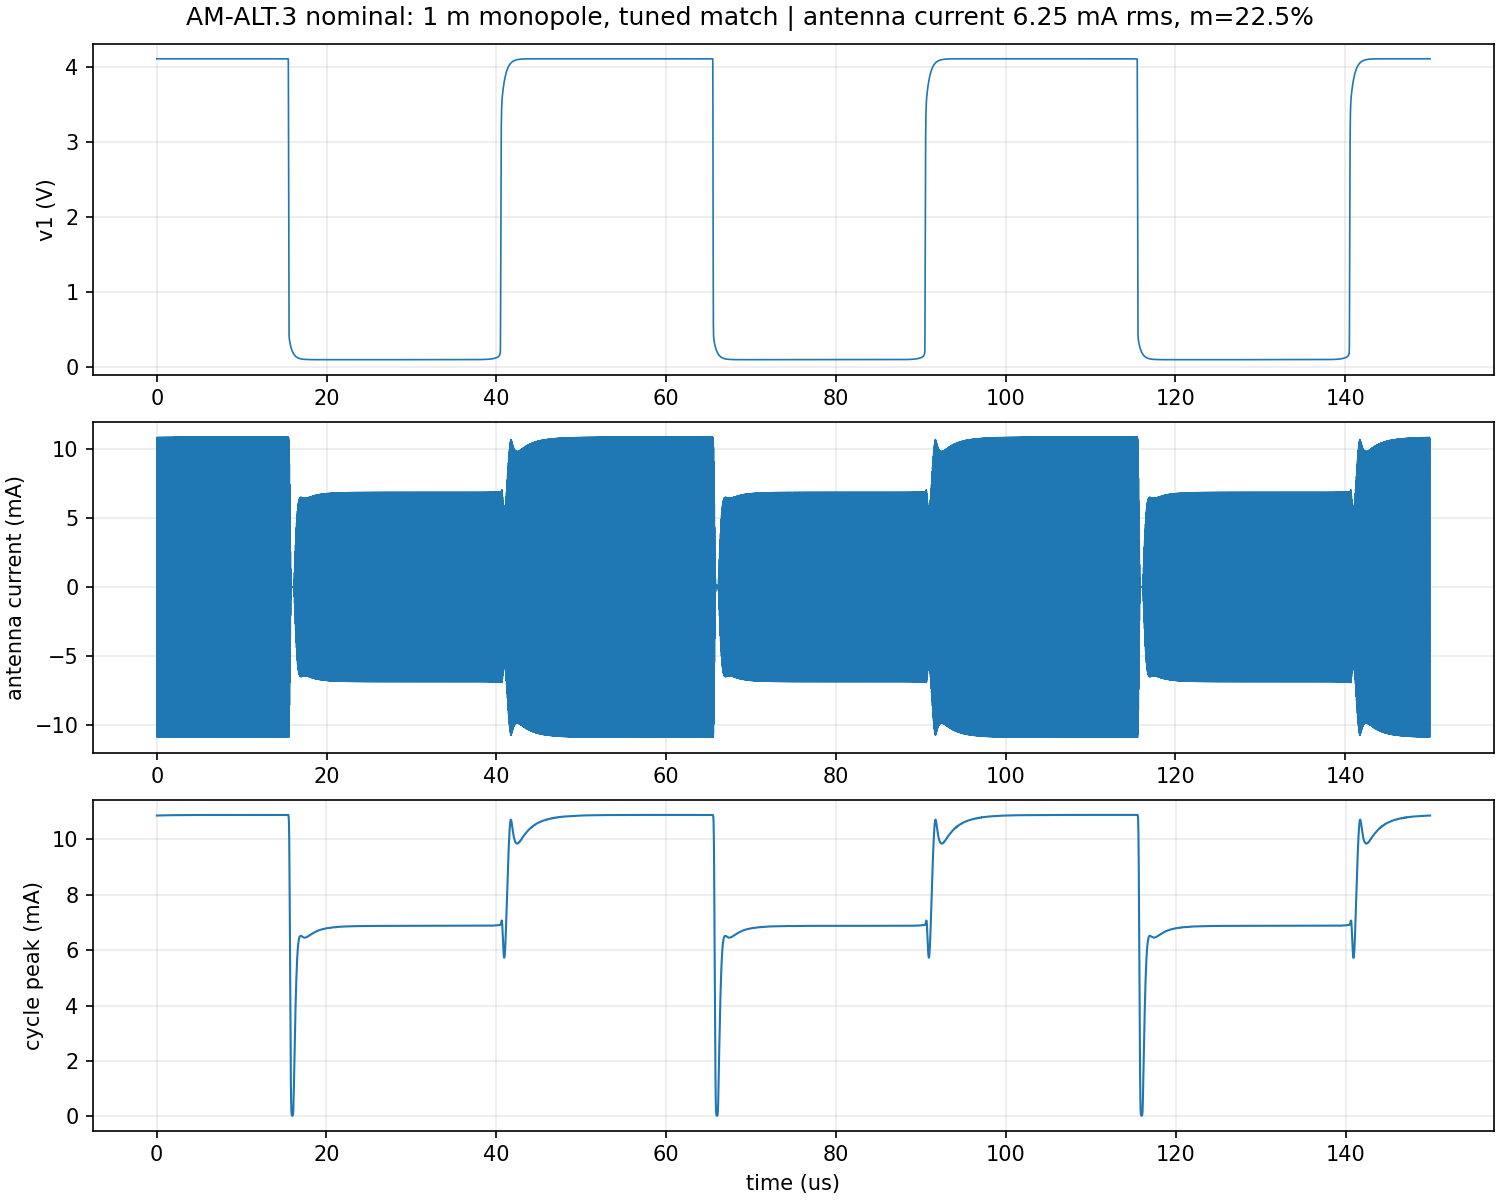 AM-ALT.3 nominal: 1 m monopole, tuned match | antenna current 6.25 mA rms, m=22.5%
v1 (V)
4
3
2
1
0
0 20 40 60 80 100 120 140
antenna current (mA)
10
5
0
−5
−10
0 20 40 60 80 100 120 140
cycle peak (mA)
10
8
6
4
2
0
0 20 40 60 80 100 120 140
time (us)